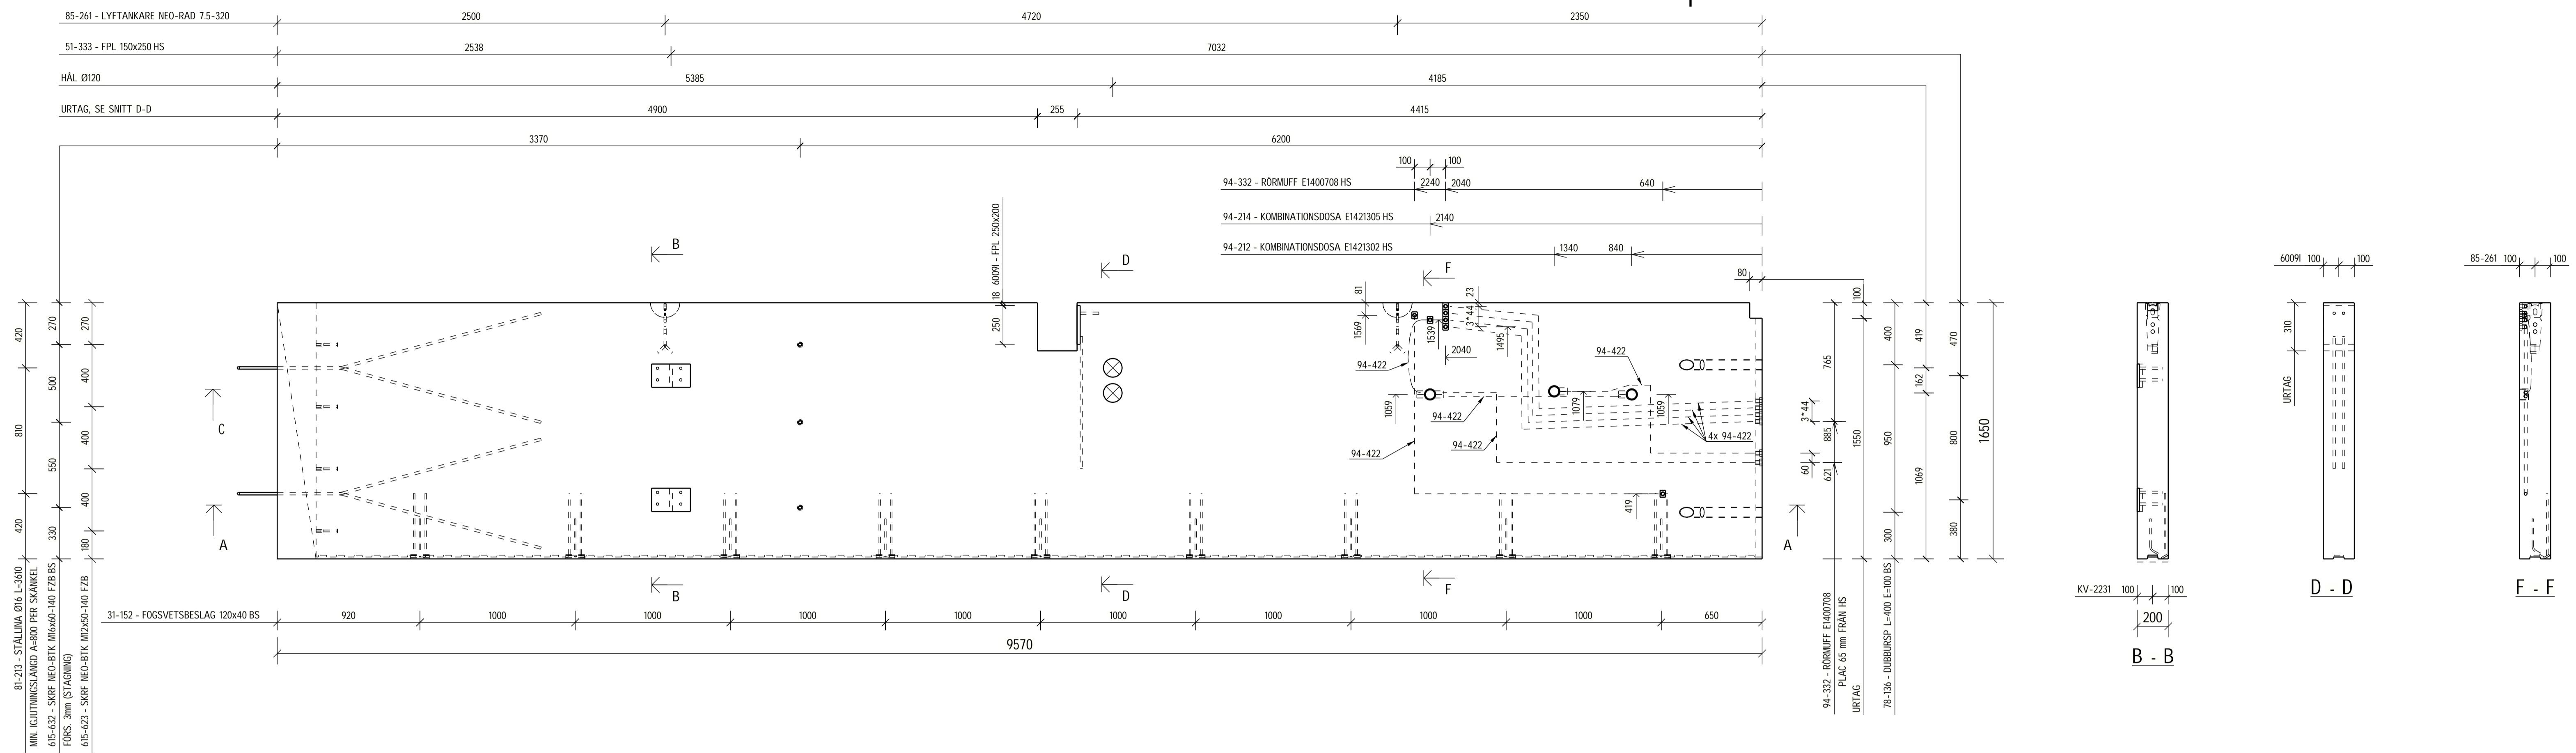 85-261 - LYFTANKARE NEO-RAD 7.5-320 2500 4720 2350
51-333 - FPL 150x250 HS 2538 7032
HÅL Ø120 5385 4185
URTAG, SE SNITT D-D 4900 255 4415
3370 6200
100 100
94-332 - RÖRMUFF E1400708 HS 2240 2040 640
94-214 - KOMBINATIONSDOSA E1421305 HS 2140
94-212 - KOMBINATIONSDOSA E1421302 HS 1340 840
6009I - FPL 250x200
18
250
B
D
F
80
81
1569
1539
23
3*44
1495
2040
94-422
94-422
94-422
94-422
94-422
4x 94-422
1059
1079
1059
419
C
A
A
420
810
420
270
500
550
330
270
400
400
400
180
81-213 - STÅLLINA Ø16 L=3610
MIN. IGJUTNINGSLÄNGD A=800 PER SKÄNKEL
615-632 - SKRF NEO-BTK M16x60-140 FZB BS
FÖRS. 3mm (STAGNING)
615-623 - SKRF NEO-BTK M12x50-140 FZB
765
3*44
885
60
621
100
1550
400
950
300
419
162
1069
470
800
380
1650
94-332 - RÖRMUFF E1400708
PLAC 65 mm FRÅN HS
URTAG
78-136 - DUBBURSP L=400 E=100 BS
B
D
F
31-152 - FOGSVETSBESLAG 120x40 BS 920 1000 1000 1000 1000 1000 1000 1000 1000 650
9570
KV-2231 100 100
200
B - B
6009I 100 100
310
URTAG
D - D
85-261 100 100
F - F